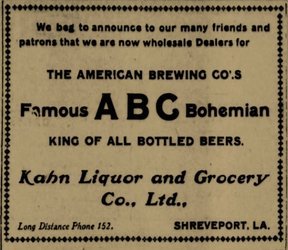 We beg to announce to our many friends and
patrons that we are now wholesale Dealers for
THE AMERICAN BREWING CO'S
Famous ABC Bohemian
KING OF ALL BOTTLED BEERS.
Kahn Liquor and Grocery
Co., Ltd.,
Long Distance Phone 152. SHREVEPORT, LA.